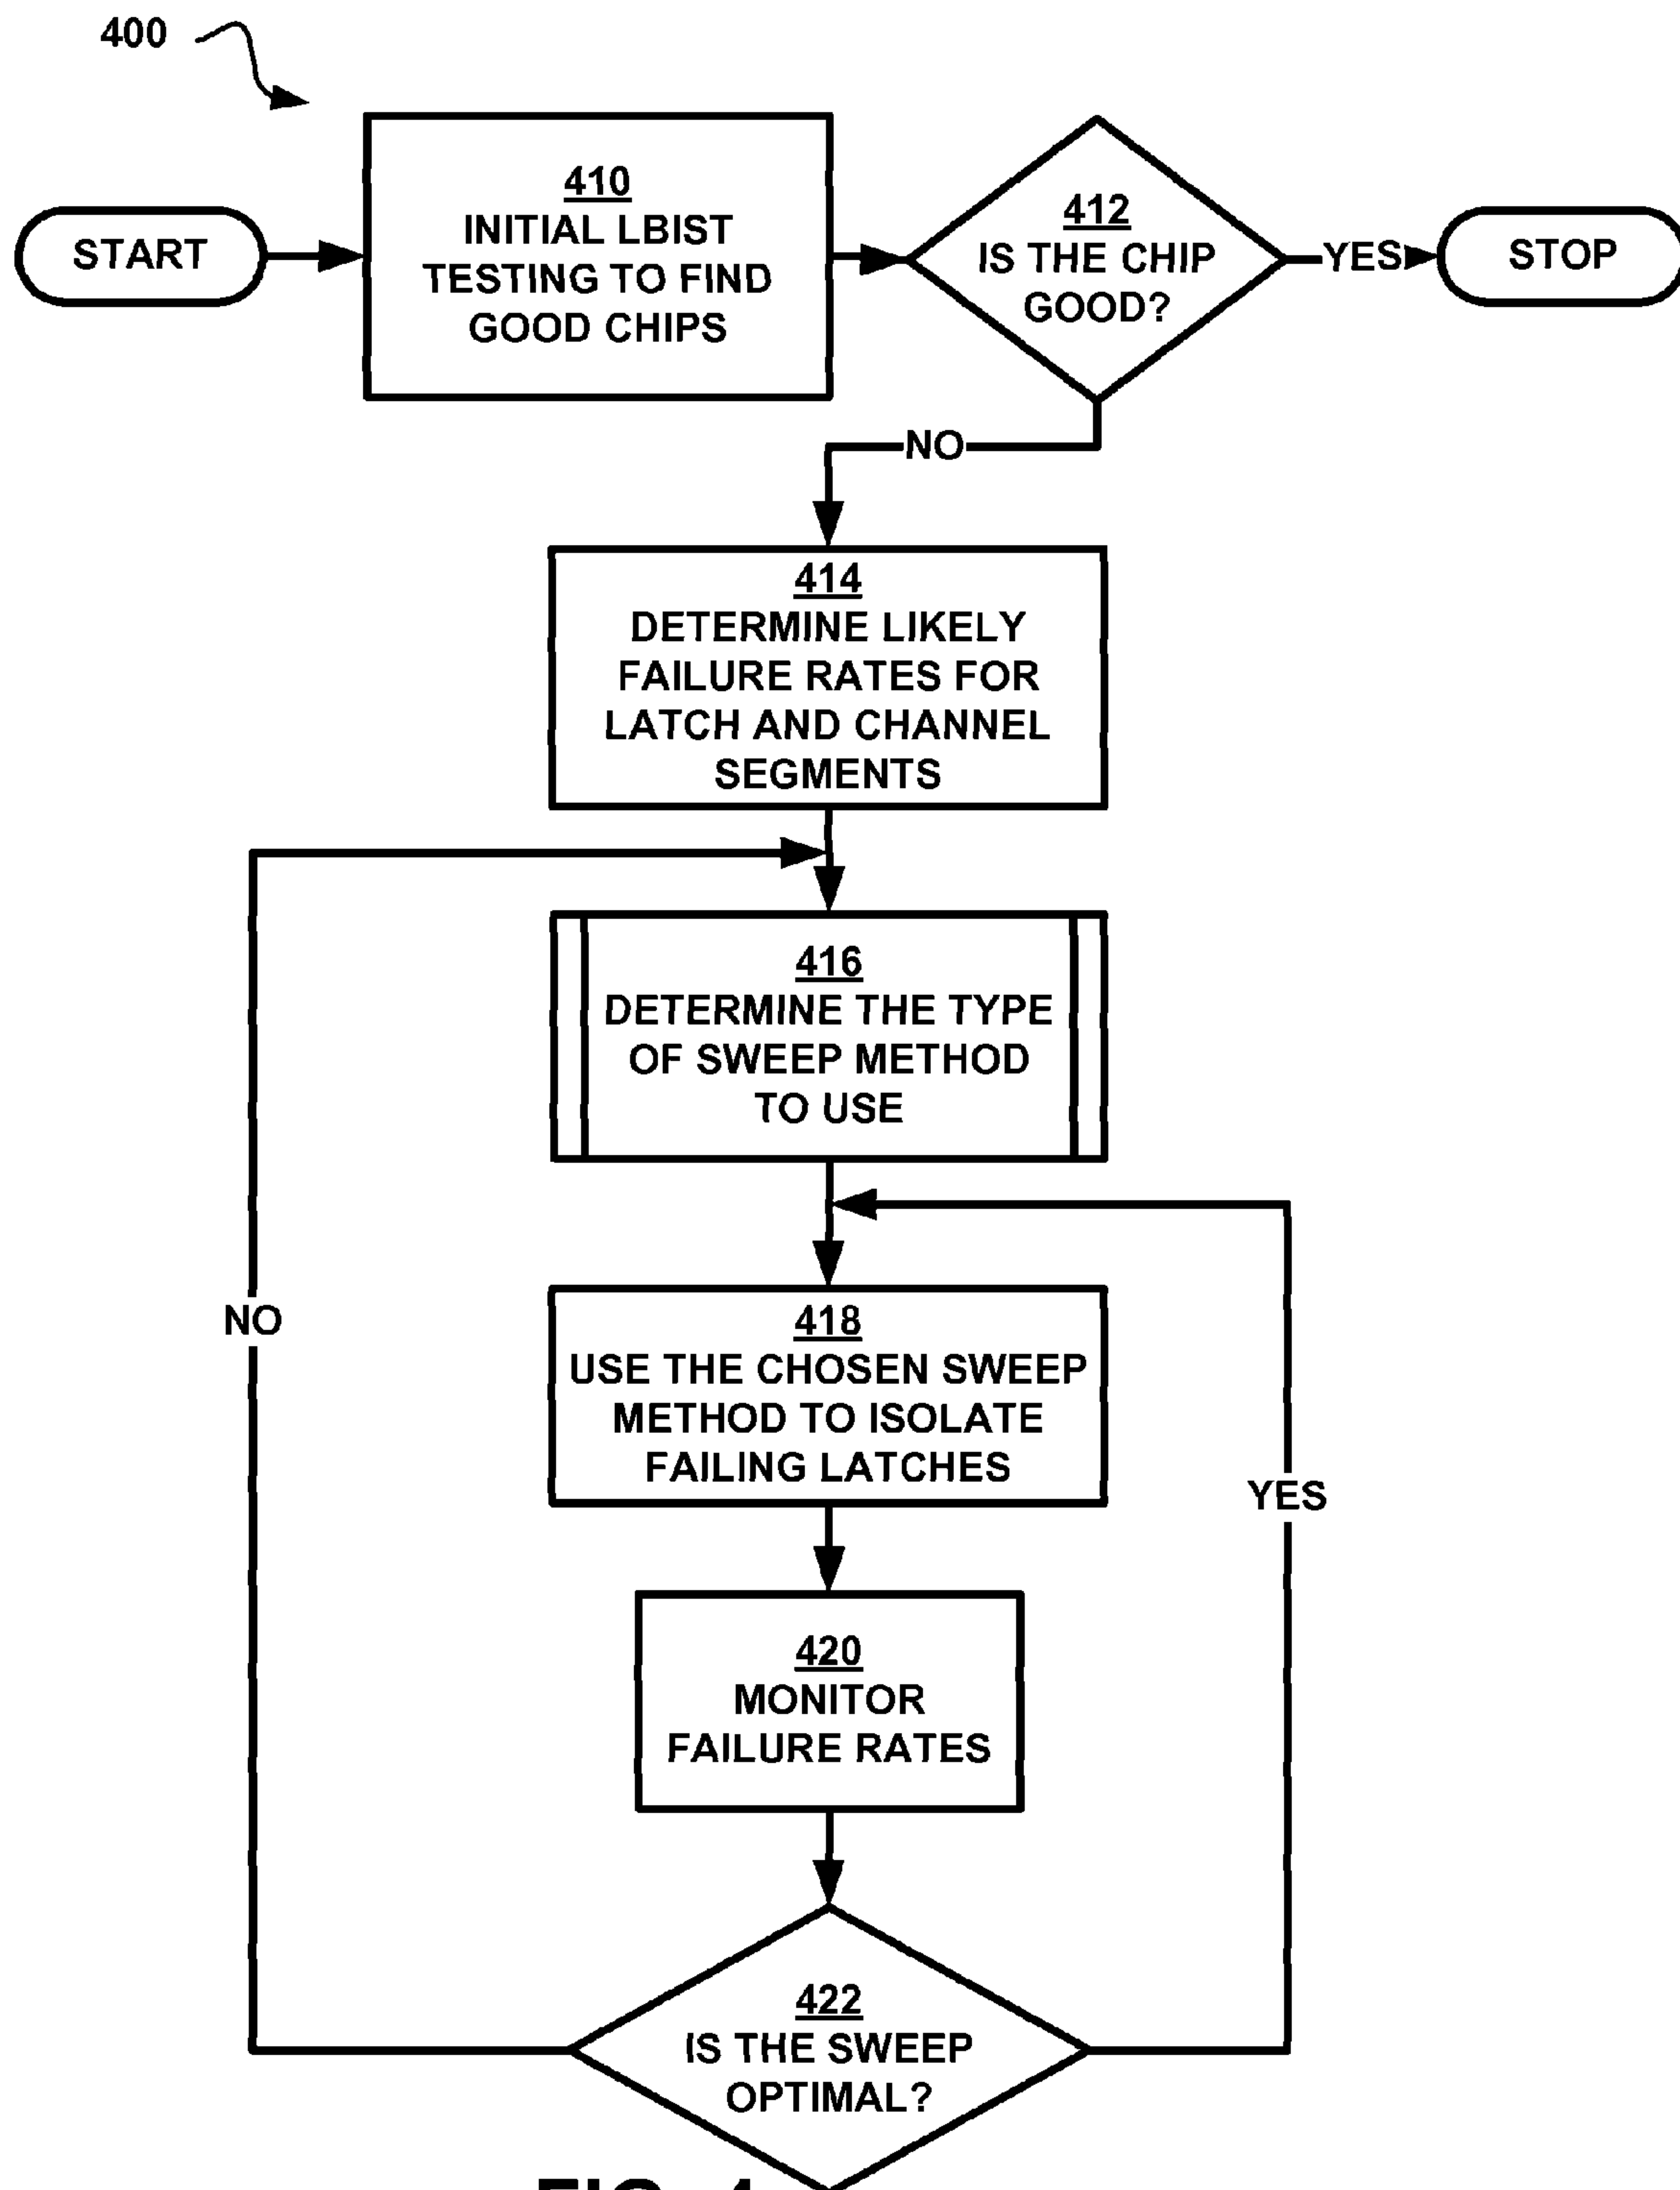 400
START
410
INITIAL LBIST
TESTING TO FIND
GOOD CHIPS
412
IS THE CHIP
GOOD?
YES
STOP
NO
414
DETERMINE LIKELY
FAILURE RATES FOR
LATCH AND CHANNEL
SEGMENTS
416
DETERMINE THE TYPE
OF SWEEP METHOD
TO USE
NO
418
USE THE CHOSEN SWEEP
METHOD TO ISOLATE
FAILING LATCHES
YES
420
MONITOR
FAILURE RATES
422
IS THE SWEEP
OPTIMAL?